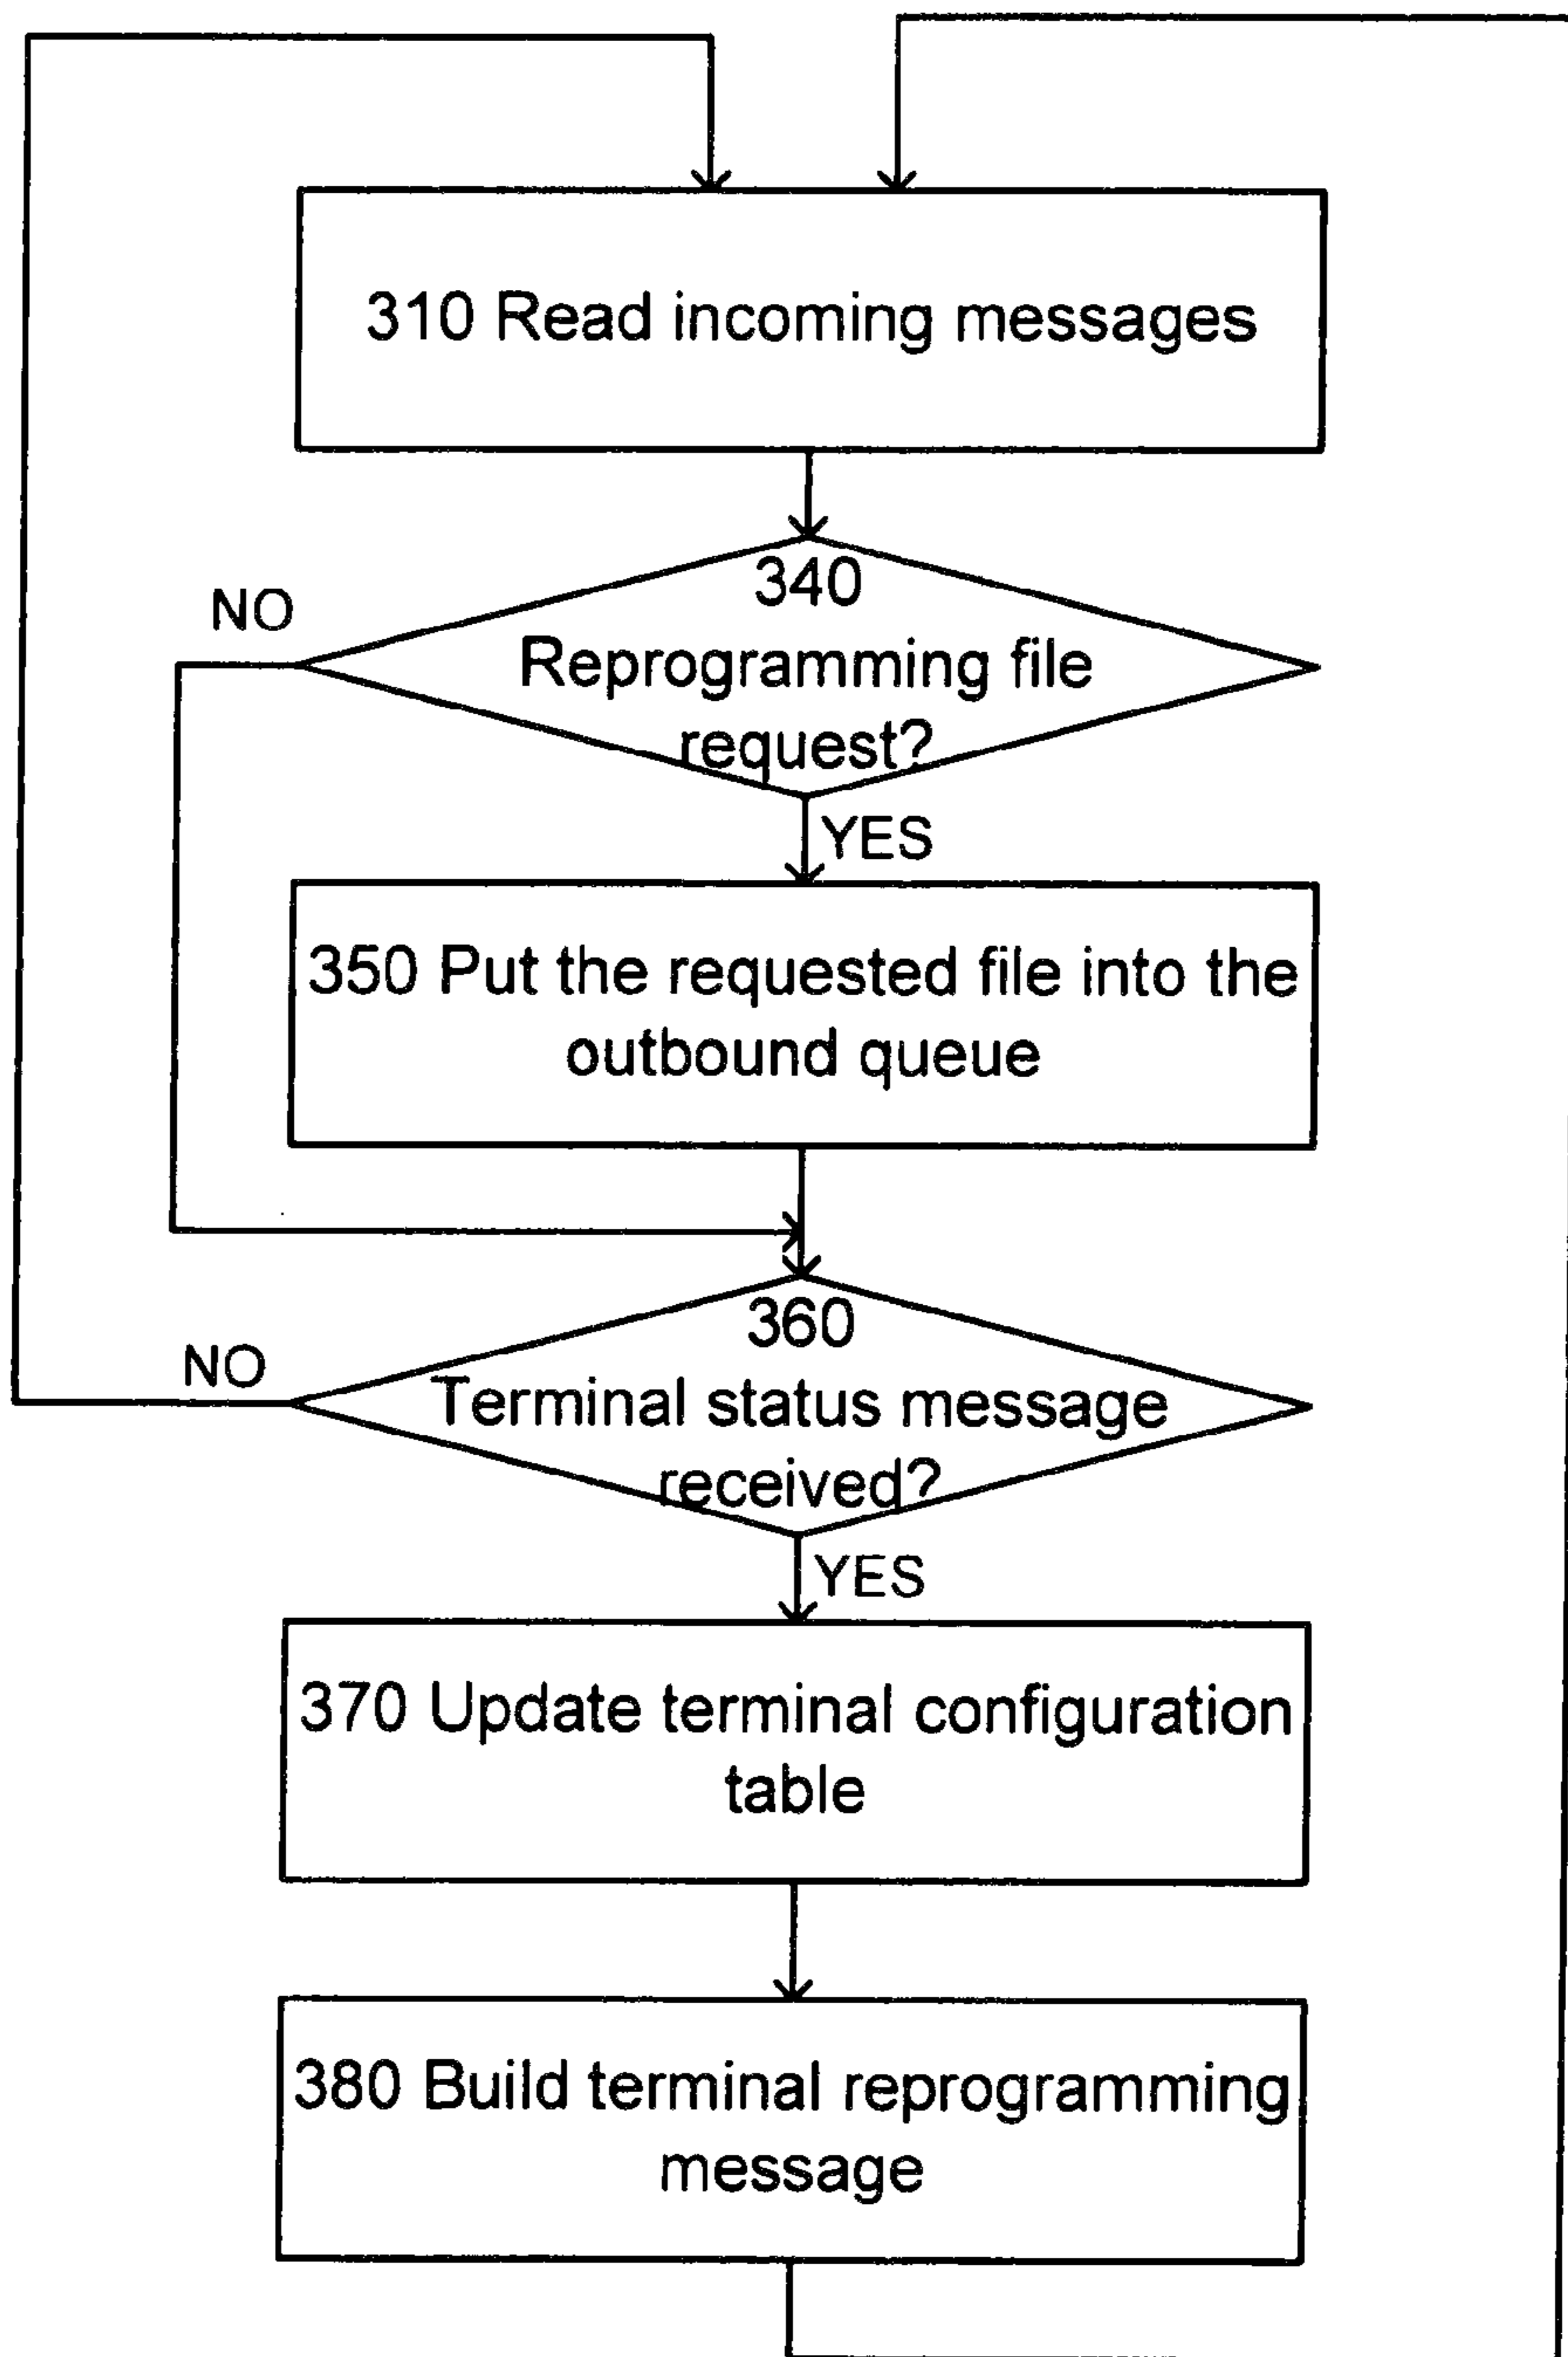 310 Read incoming messages
340
Reprogramming file
request?
NO
YES
350 Put the requested file into the
outbound queue
360
Terminal status message
received?
NO
YES
370 Update terminal configuration
table
380 Build terminal reprogramming
message